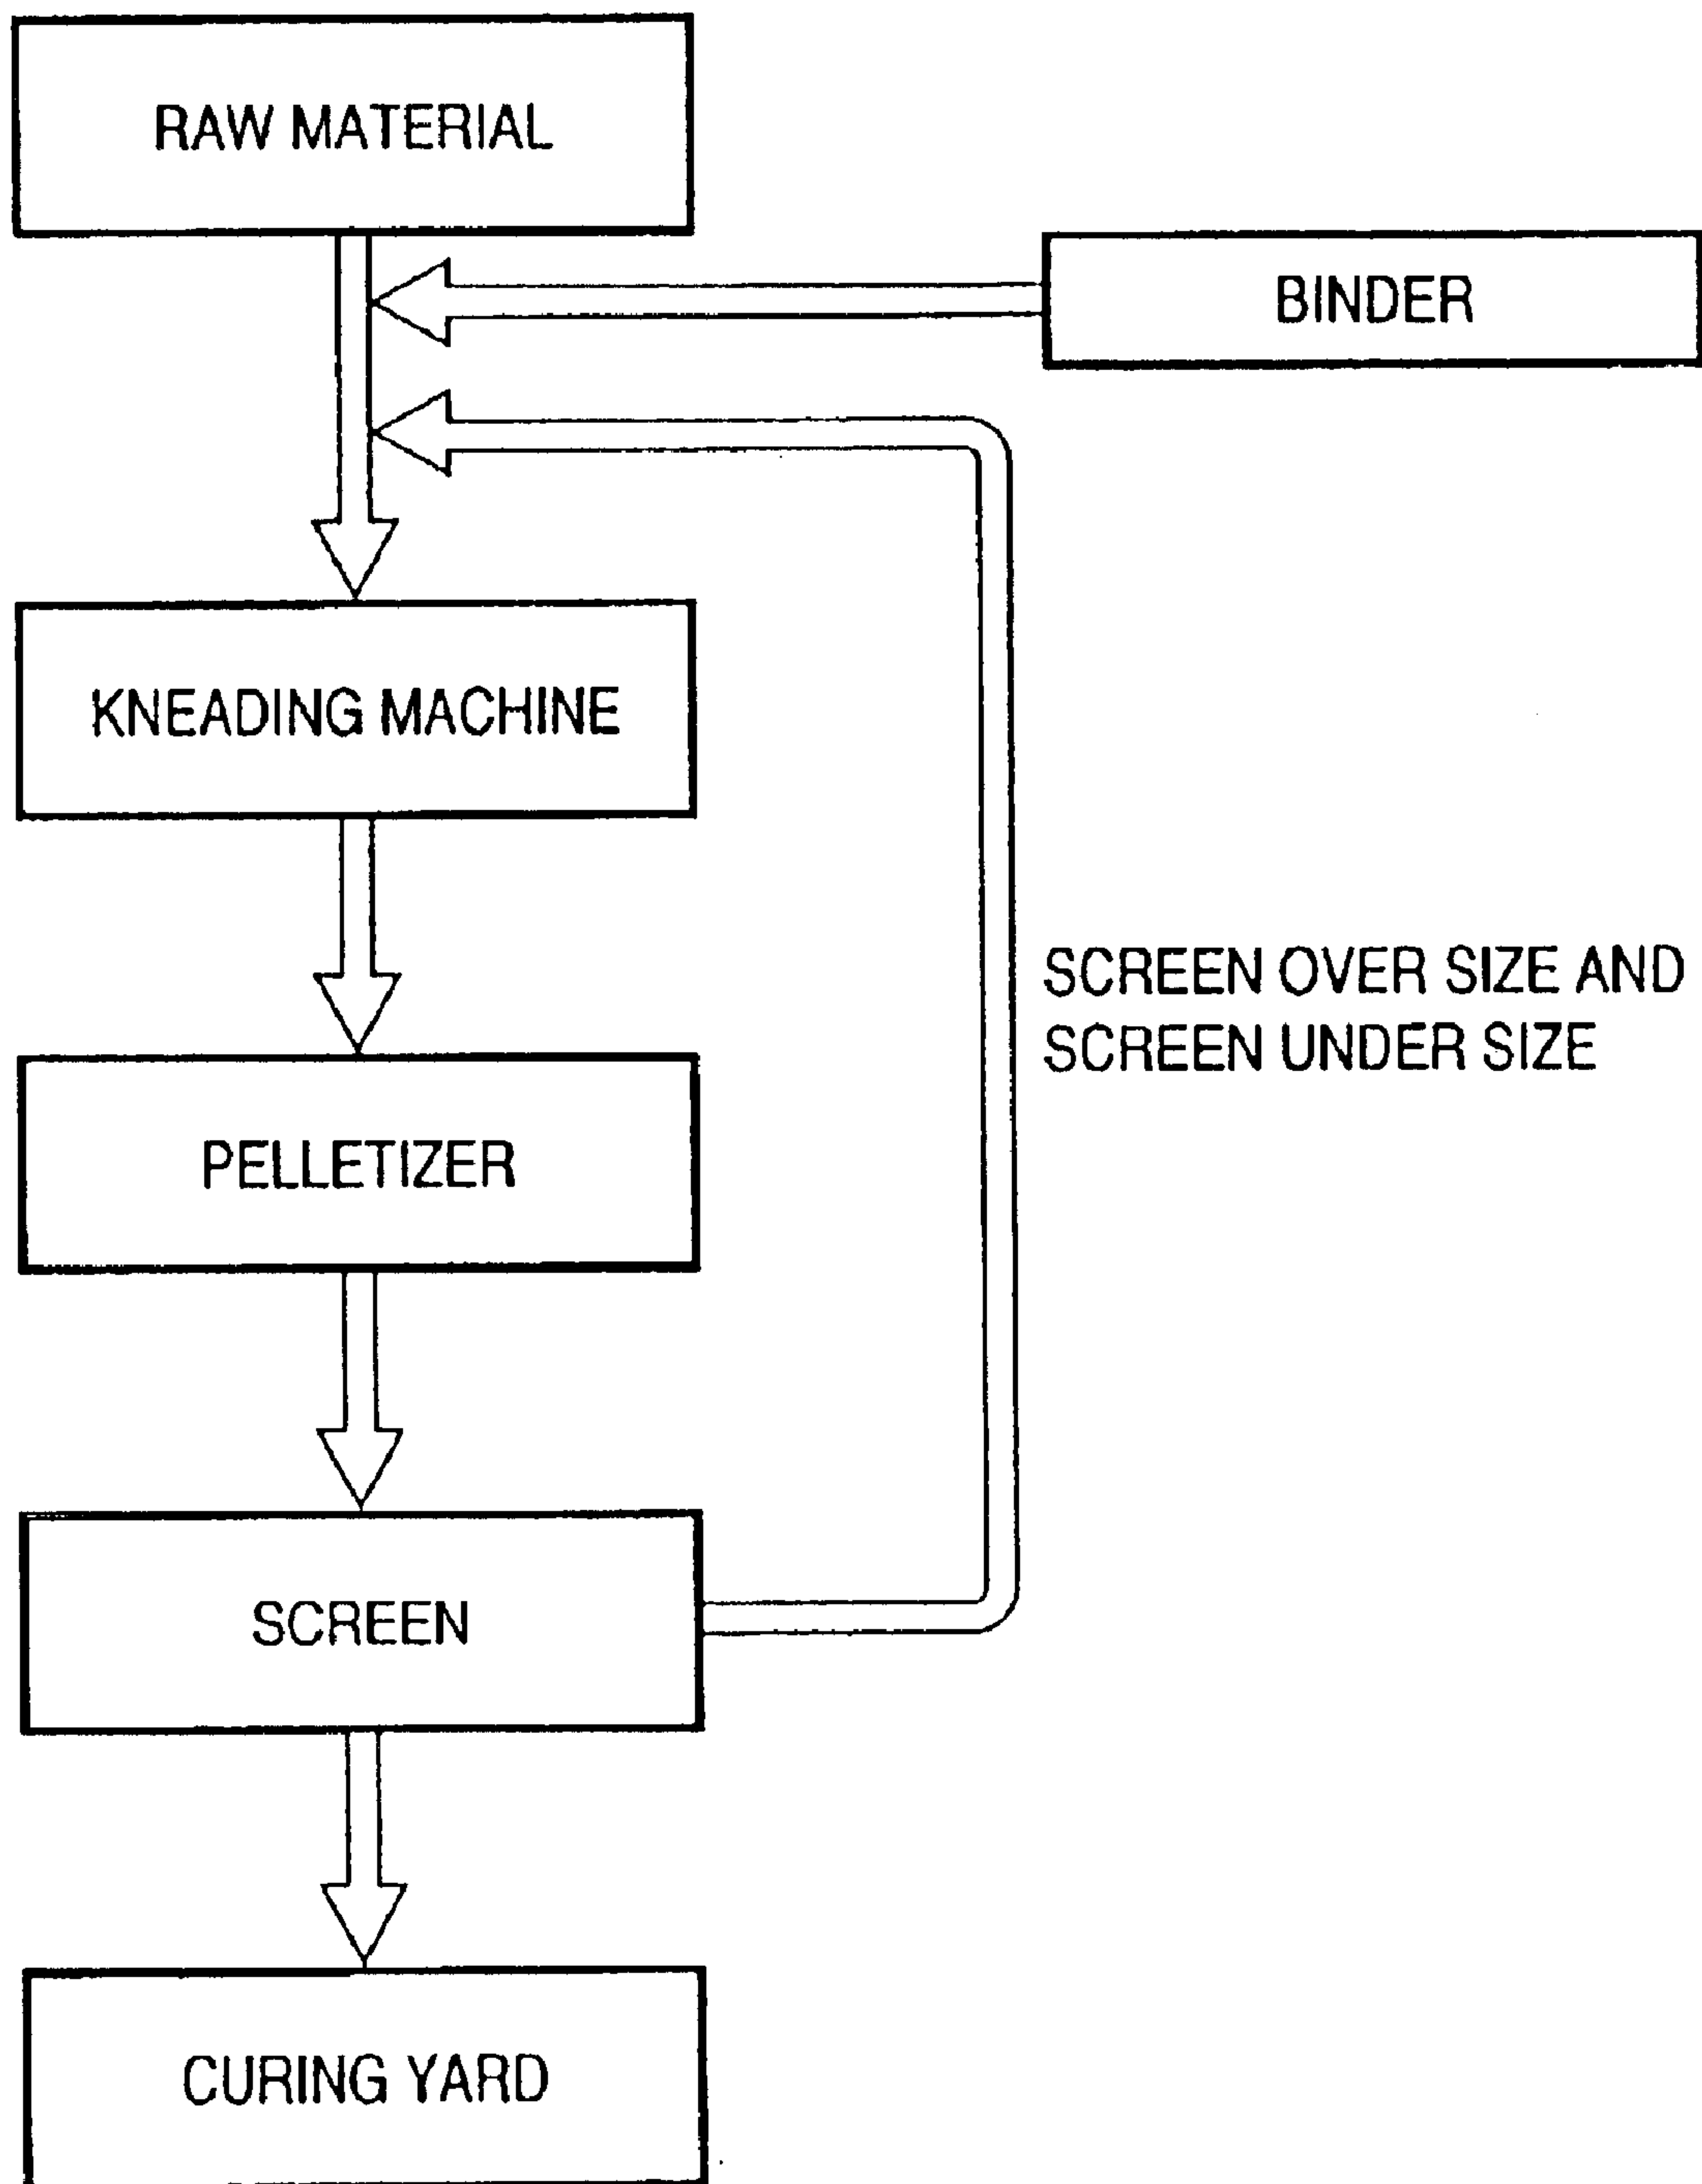 RAW MATERIAL
BINDER
KNEADING MACHINE
SCREEN OVER SIZE AND
SCREEN UNDER SIZE
PELLETIZER
SCREEN
CURING YARD